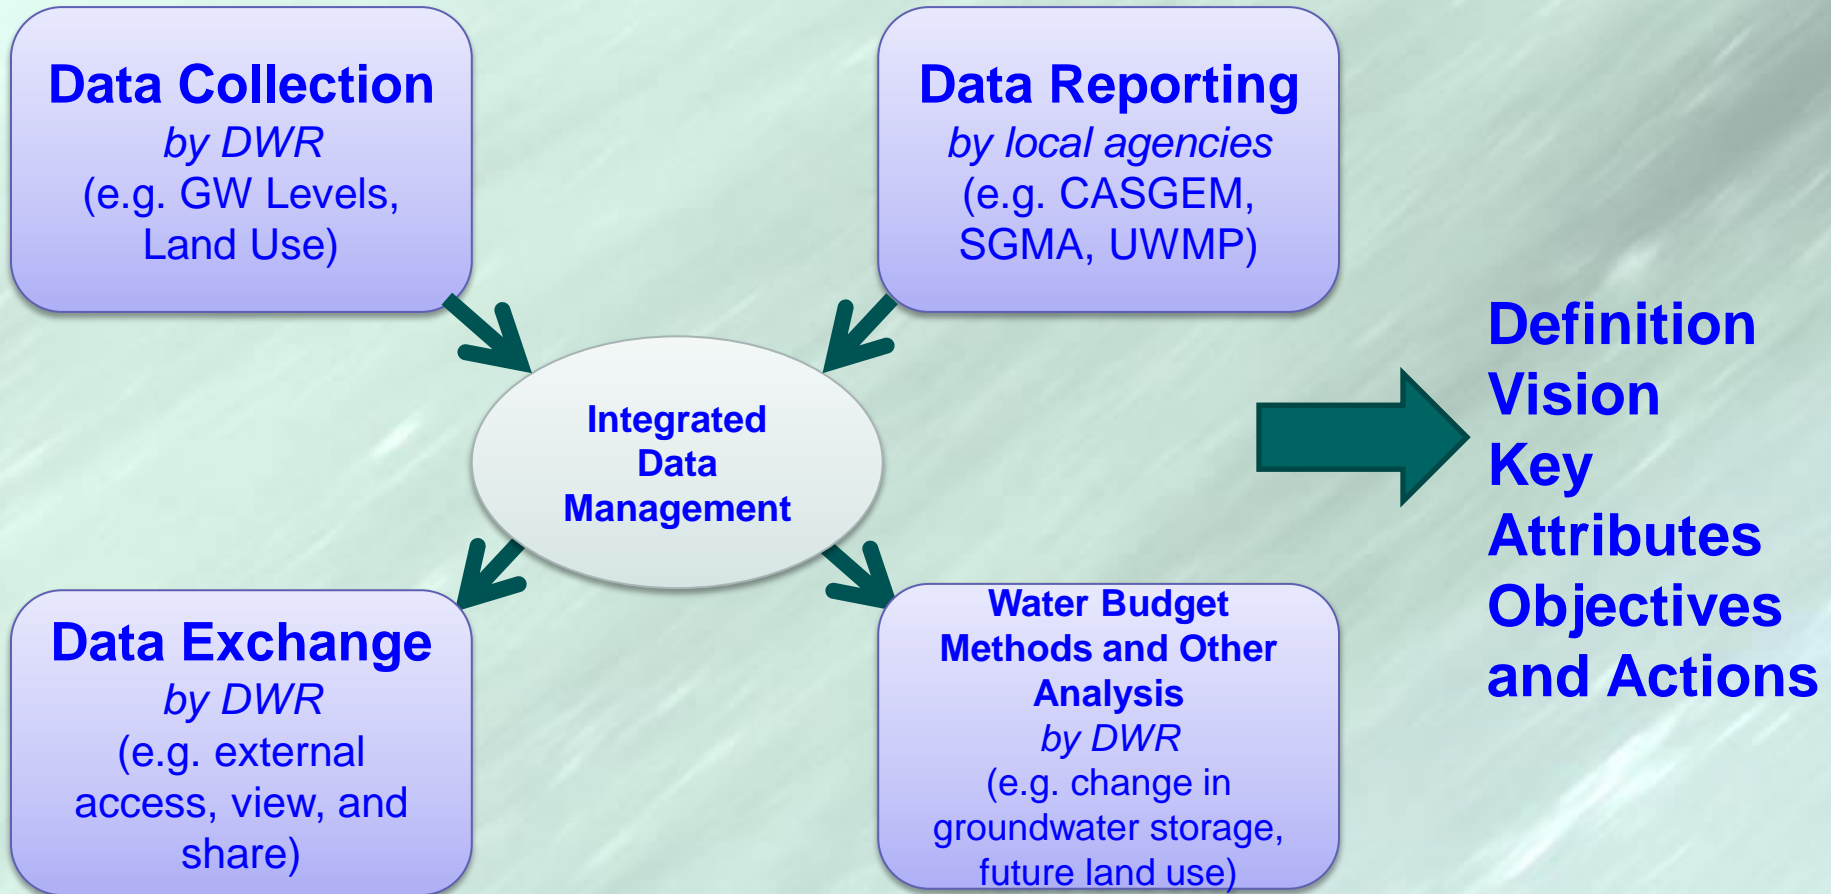 Data Collection
by DWR
(e.g. GW Levels,
Land Use)
Data Reporting
by local agencies
(e.g. CASGEM,
SGMA, UWMP)
Integrated
Data
Management
Data Exchange
by DWR
(e.g. external
access, view, and
share)
Water Budget
Methods and Other
Analysis
by DWR
(e.g. change in
groundwater storage,
future land use)
Definition
Vision
Key
Attributes
Objectives
and Actions